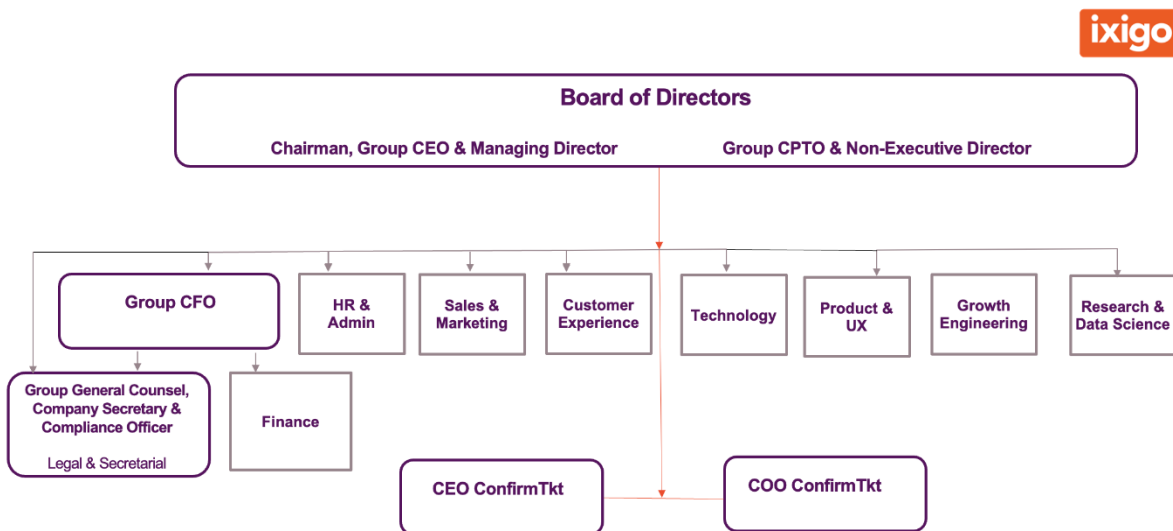 ixigo
Board of Directors
Chairman, Group CEO & Managing Director
Group CPTO & Non-Executive Director
Group CFO
HR &
Admin
Sales &
Marketing
Customer
Experience
Technology
Product &
UX
Growth
Engineering
Research &
Data Science
Group General Counsel,
Company Secretary &
Compliance Officer
Legal & Secretarial
Finance
CEO ConfirmTkt
COO ConfirmTkt